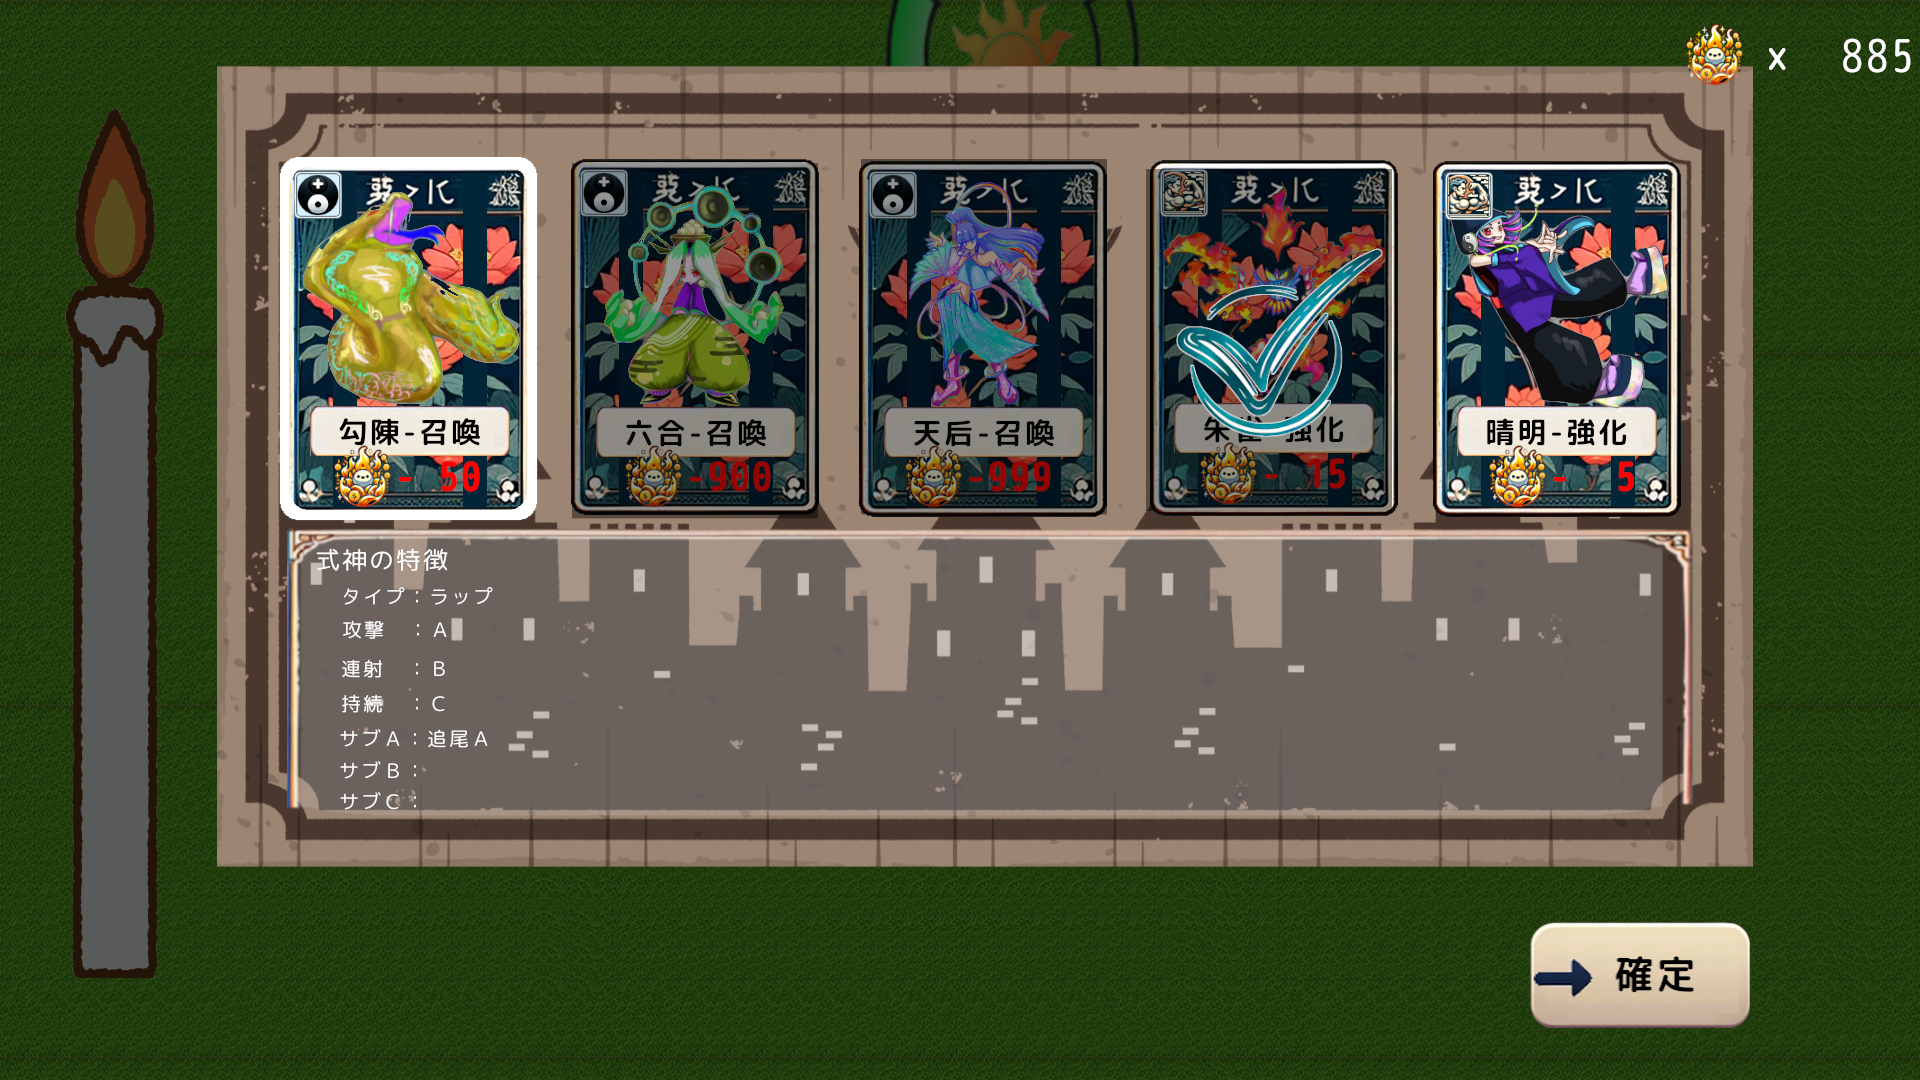 x 885
勾陳-召喚
- 50
六合-召喚
-900
天后-召喚
-999
朱雀-強化
- 15
晴明-強化
- 5
式神の特徴
タイプ：ラップ
攻撃 ：A
連射 ：B
持続 ：C
サブA：追尾A
サブB：
サブC：
確定